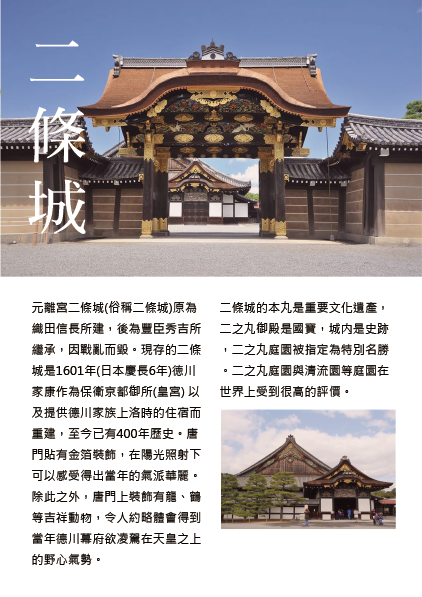 二條城
元離宮二條城(俗稱二條城)原為
織田信長所建，後為豐臣秀吉所
繼承，因戰亂而毀。現存的二條
城是1601年(日本慶長6年)德川
家康作為保衛京都御所(皇宮) 以
及提供德川家族上洛時的住宿而
重建，至今已有400年歷史。唐
門貼有金箔裝飾，在陽光照射下
可以感受得出當年的氣派華麗。
除此之外，唐門上裝飾有龍、鶴
等吉祥動物，令人約略體會得到
當年德川幕府欲凌駕在天皇之上
的野心氣勢。
二條城的本丸是重要文化遺產，
二之丸御殿是國寶，城內是史跡
，二之丸庭園被指定為特別名勝
。二之丸庭園與清流園等庭園在
世界上受到很高的評價。